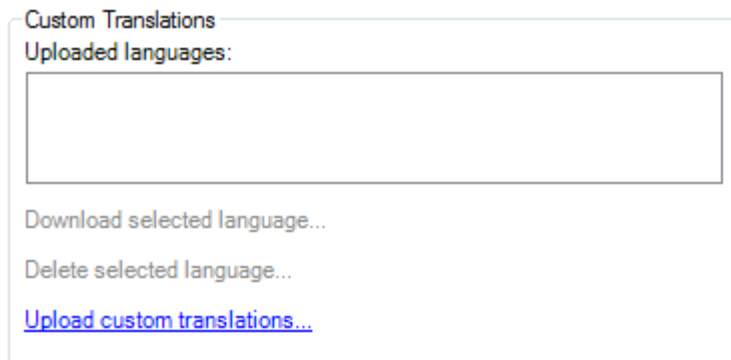 Custom Translations
Uploaded languages:
Download selected language...
Delete selected language...
Upload custom translations...